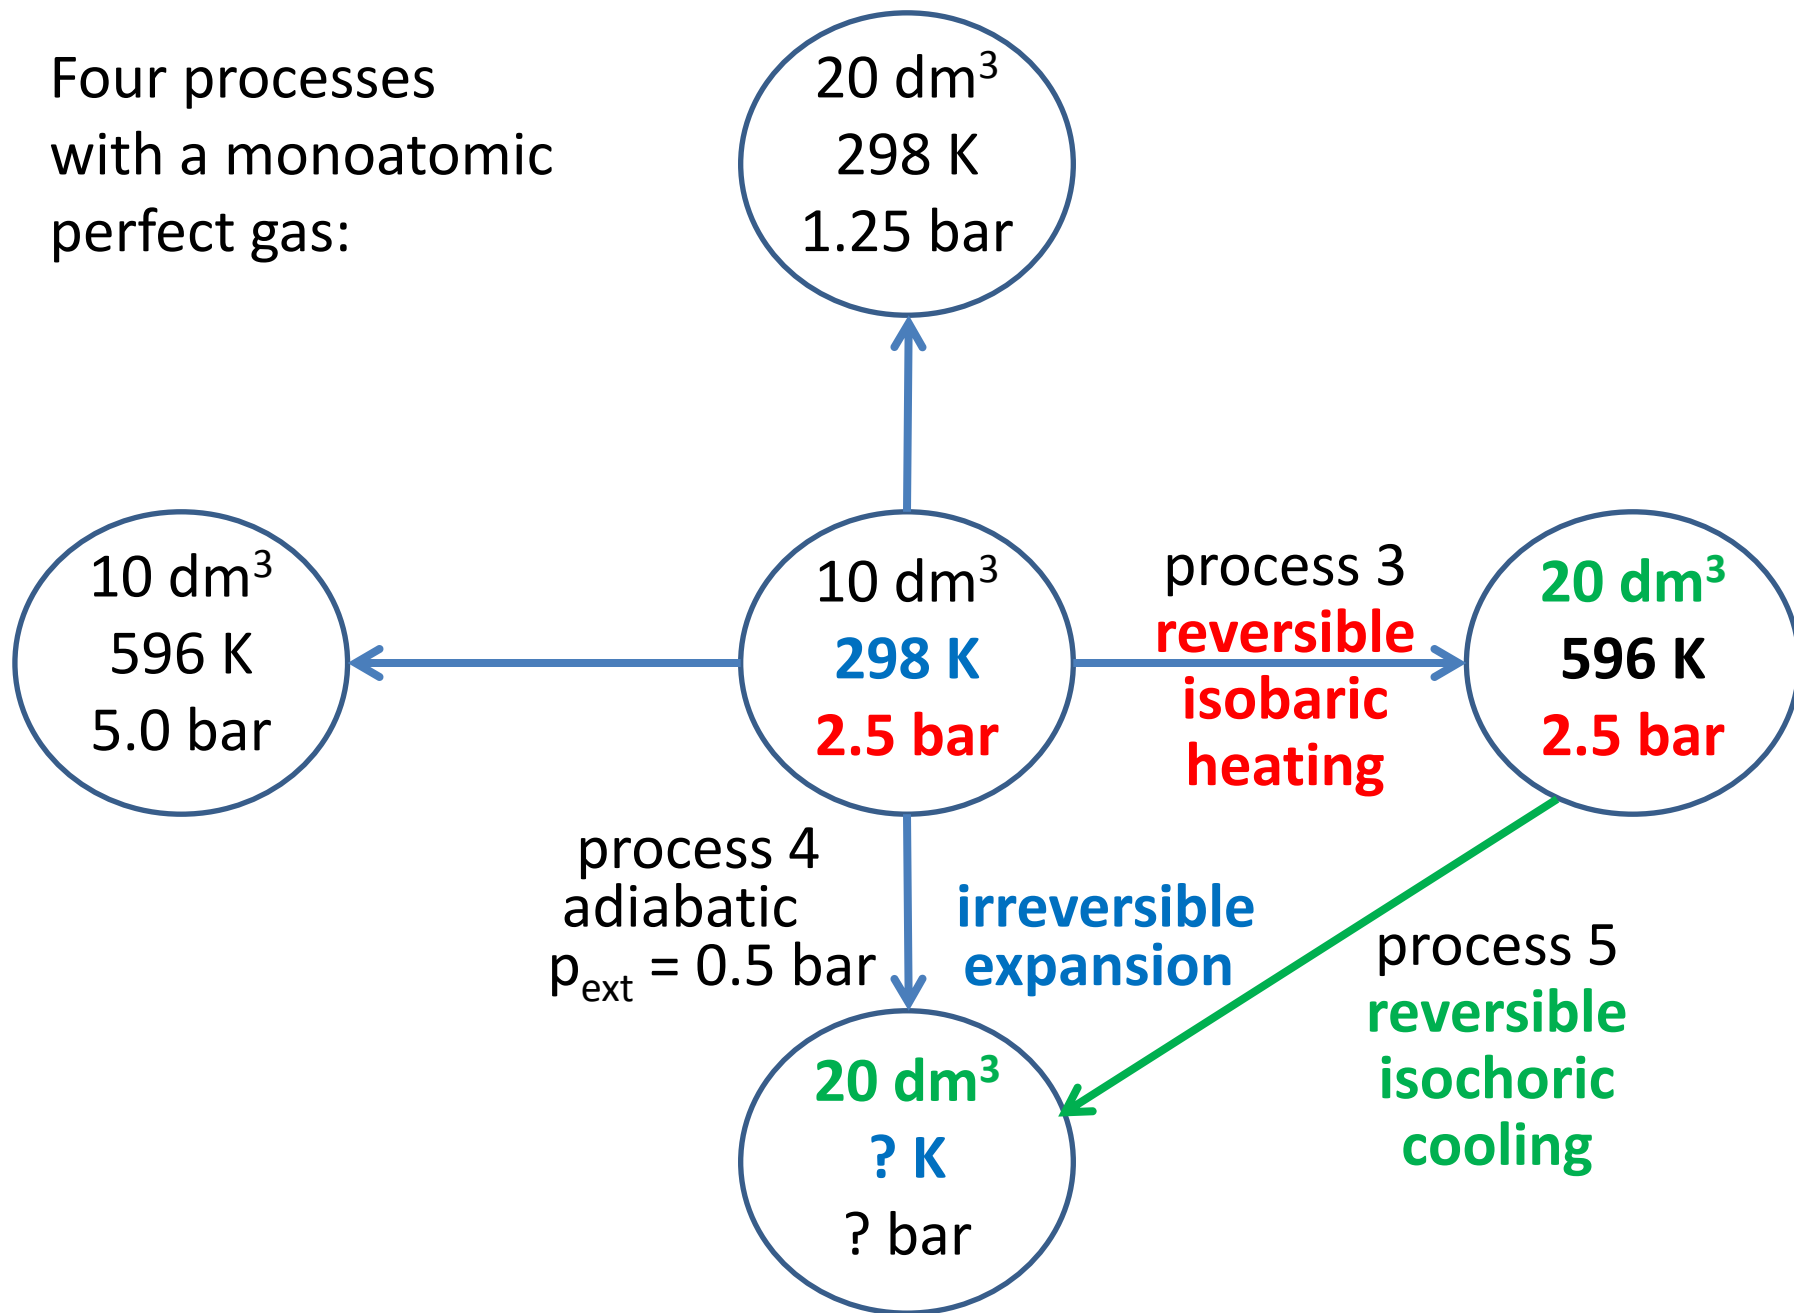 Four processes
with a monoatomic
perfect gas:
20 dm³
298 K
1.25 bar
10 dm³
596 K
5.0 bar
10 dm³
298 K
2.5 bar
process 3
reversible
isobaric
heating
20 dm³
596 K
2.5 bar
process 4
adiabatic
pₑₓₜ = 0.5 bar
irreversible
expansion
process 5
reversible
isochoric
cooling
20 dm³
? K
? bar